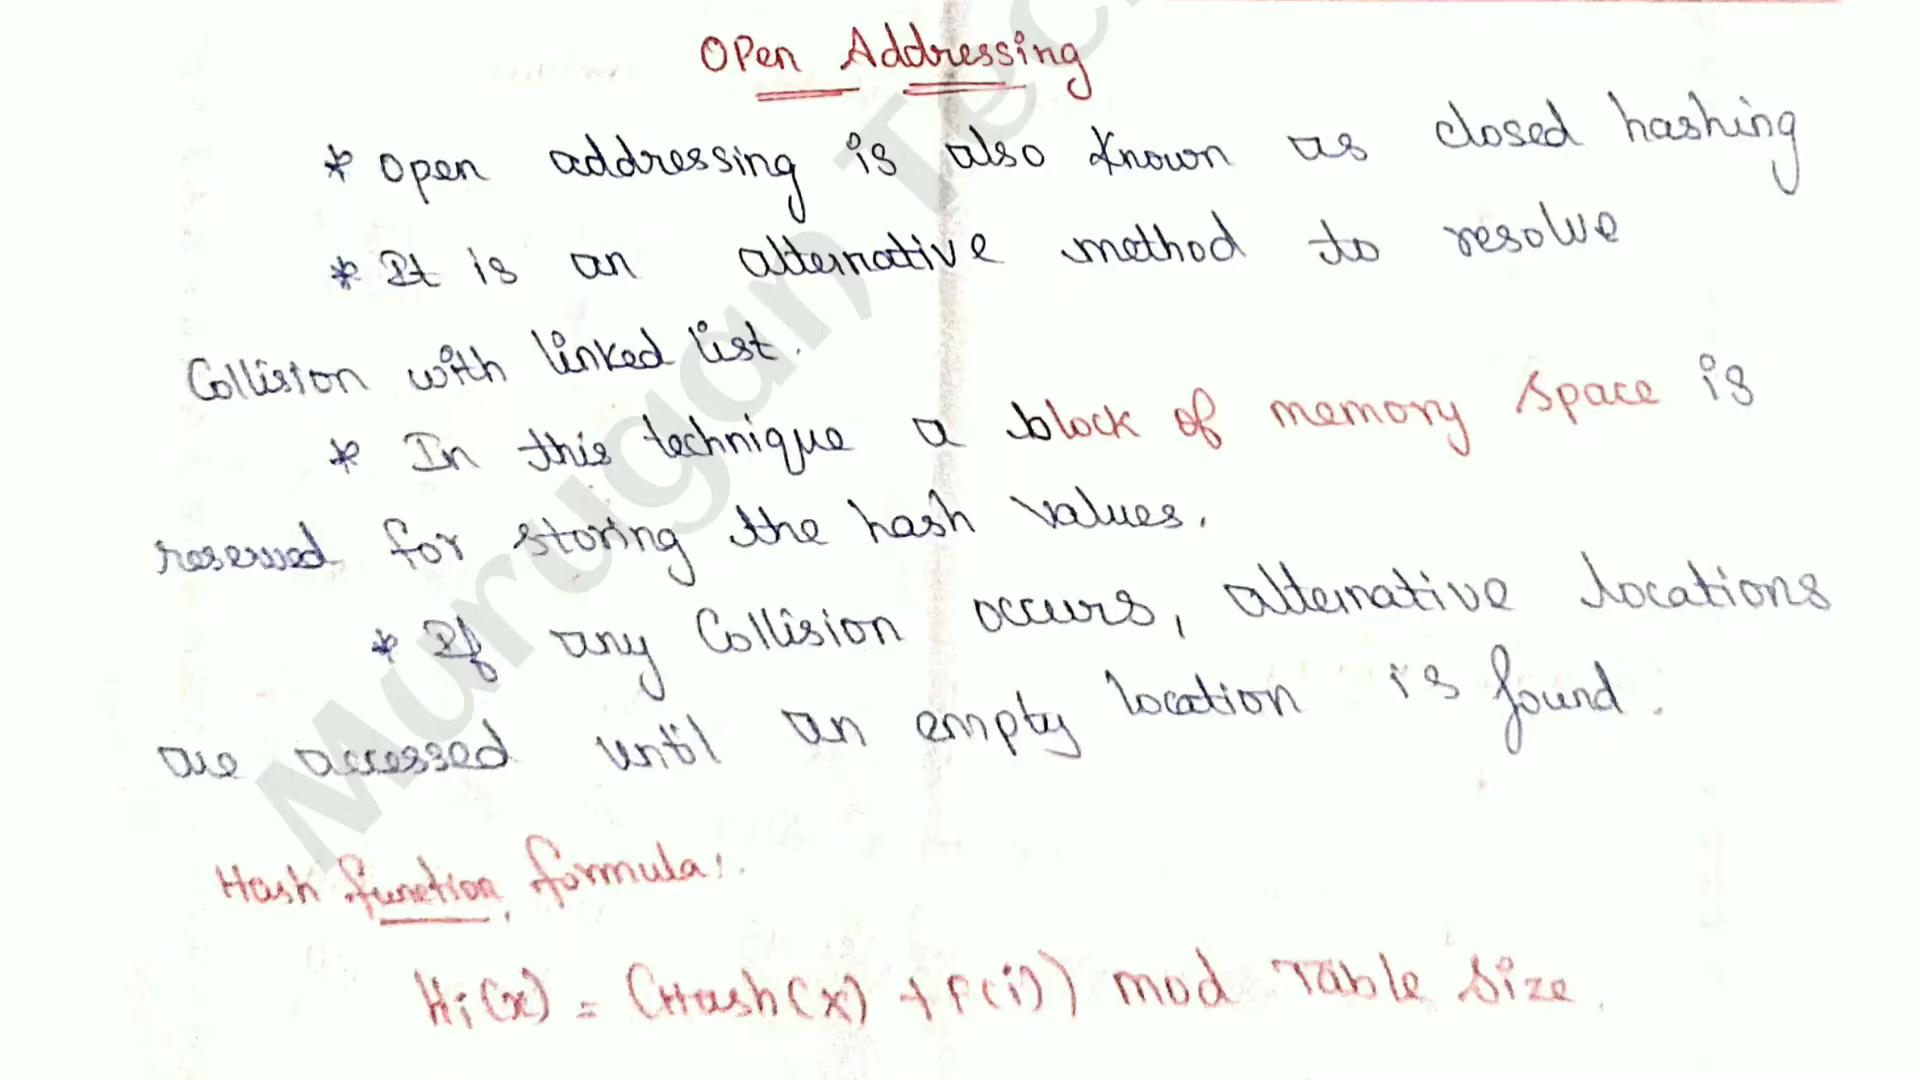 Open Addressing
* Open addressing is also known as closed hashing
* It is an alternative method to resolve
Collision with linked list.
* In this technique a block of memory space is
reserved for storing the hash values.
* If any Collision occurs, alternative locations
are accessed until an empty location is found.
Hash function formula:
Hi(x) = (Hash(x) + F(i)) mod Table Size.
Murugan Tec